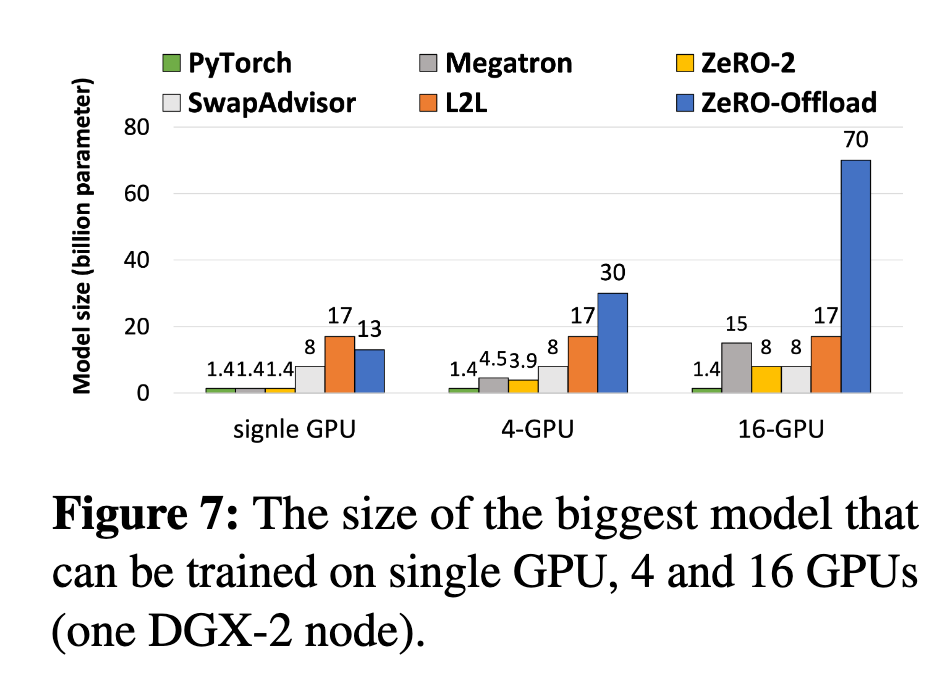 PyTorch Megatron ZeRO-2
SwapAdvisor L2L ZeRO-Offload
Model size (billion parameter)
80
60
40
20
0
1.4 1.4 1.4 8 17 13
1.4 4.5 3.9 8 17 30
1.4 15 8 8 17 70
signle GPU 4-GPU 16-GPU
Figure 7: The size of the biggest model that
can be trained on single GPU, 4 and 16 GPUs
(one DGX-2 node).